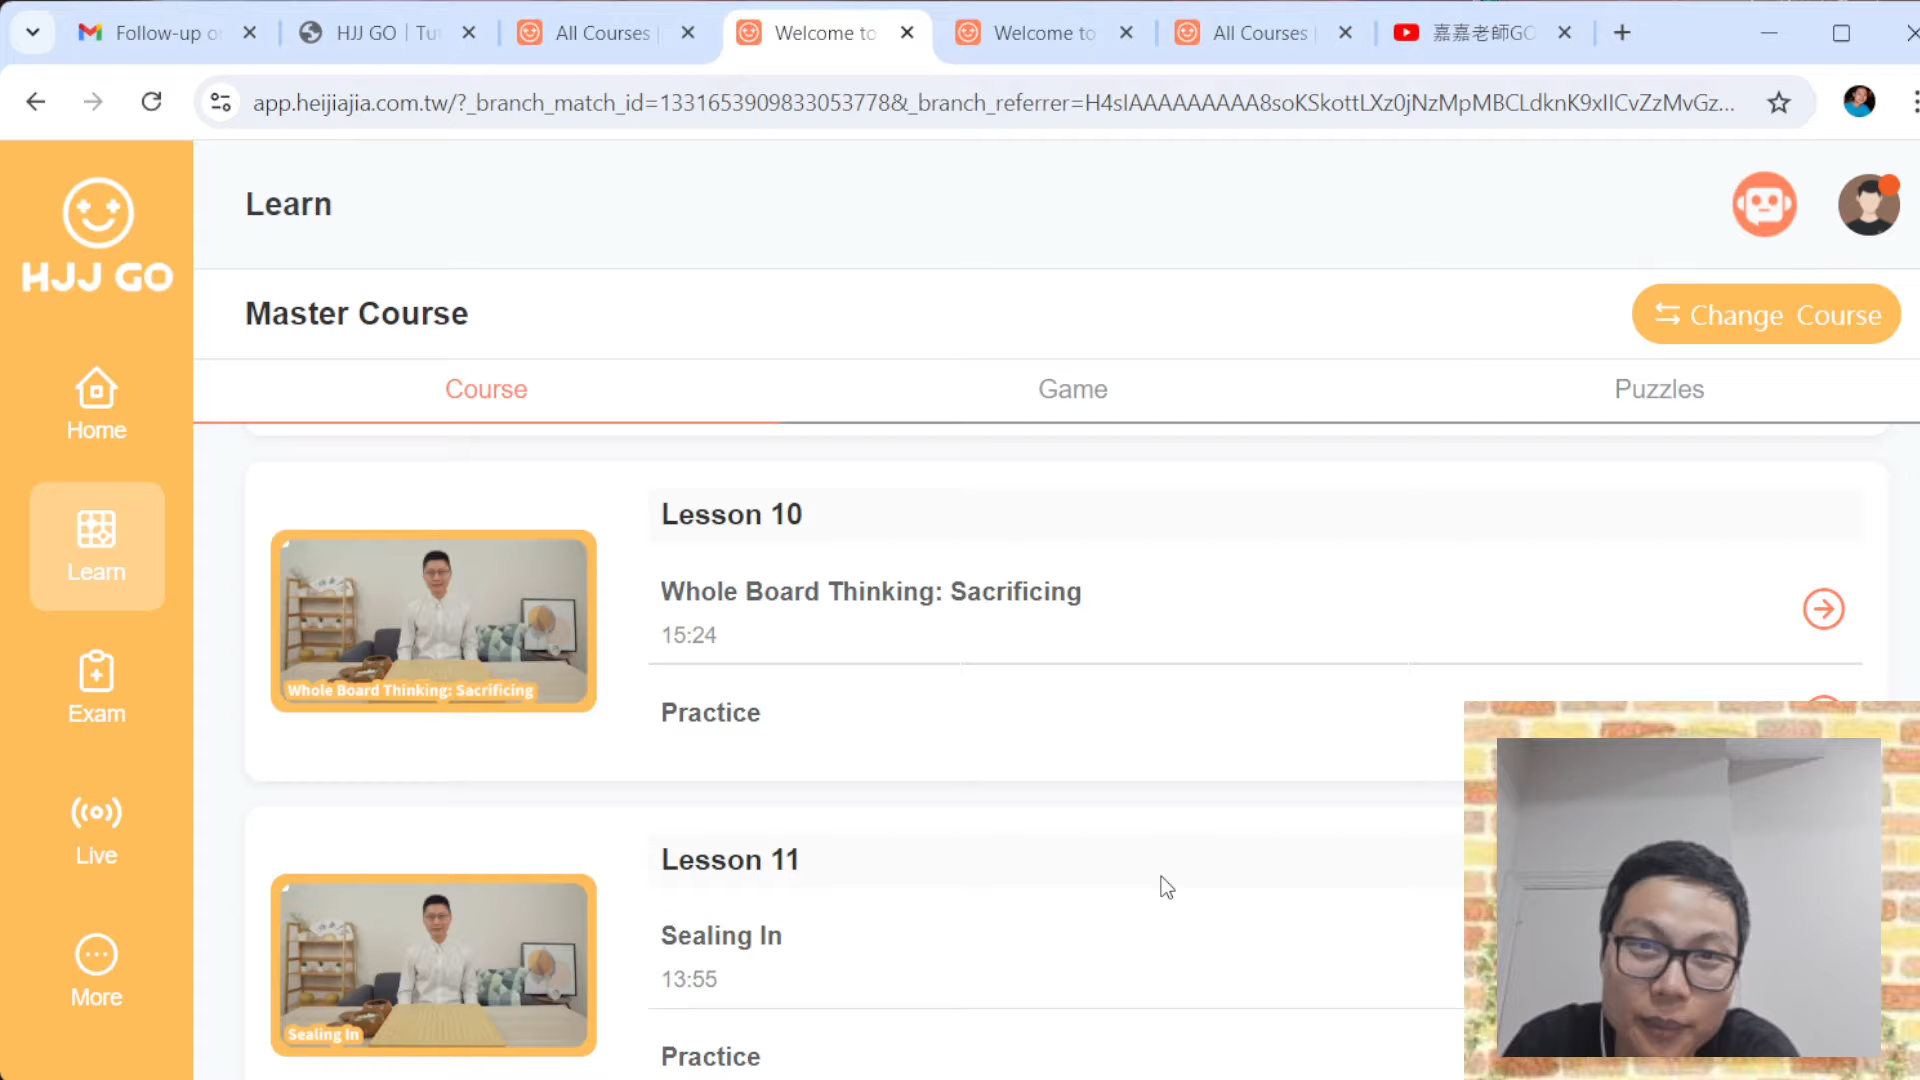 Follow-up o
HJJ GO | Tut
All Courses |
Welcome to
Welcome to
All Courses |
嘉嘉老師GO
app.heijiajia.com.tw/?_branch_match_id=1331653909833053778&_branch_referrer=H4sIAAAAAAAAA8soKSkottLXz0jNzMpMBCLdknK9xIICvZzMvGz...
HJJ GO
Home
Learn
Exam
Live
More
Learn
Master Course
Change Course
Course
Game
Puzzles
Lesson 10
Whole Board Thinking: Sacrificing
15:24
Practice
Whole Board Thinking: Sacrificing
Lesson 11
Sealing In
13:55
Practice
Sealing In